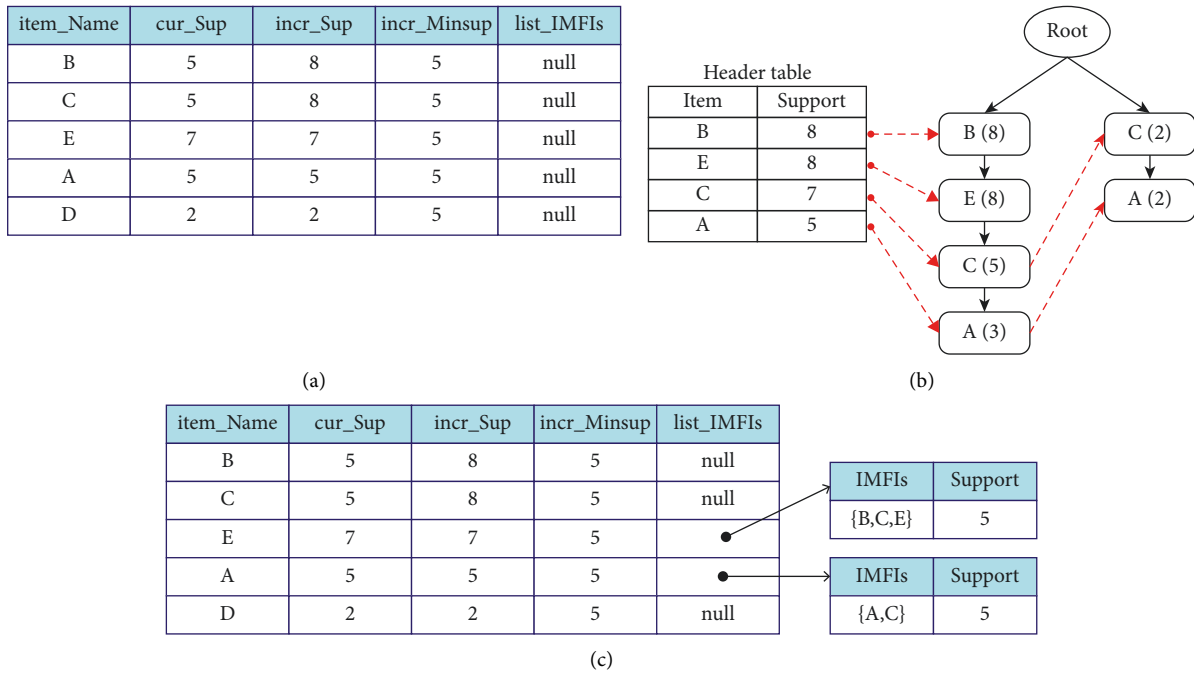 item_Name cur_Sup incr_Sup incr_Minsup list_IMFIs
B 5 8 5 null
C 5 8 5 null
E 7 7 5 null
A 5 5 5 null
D 2 2 5 null
(a)
Header table
Item Support
B 8
E 8
C 7
A 5
Root
B (8) C (2)
E (8) A (2)
C (5)
A (3)
(b)
item_Name cur_Sup incr_Sup incr_Minsup list_IMFIs
B 5 8 5 null
C 5 8 5 null
E 7 7 5
A 5 5 5
D 2 2 5 null
IMFIs Support
{B,C,E} 5
IMFIs Support
{A,C} 5
(c)